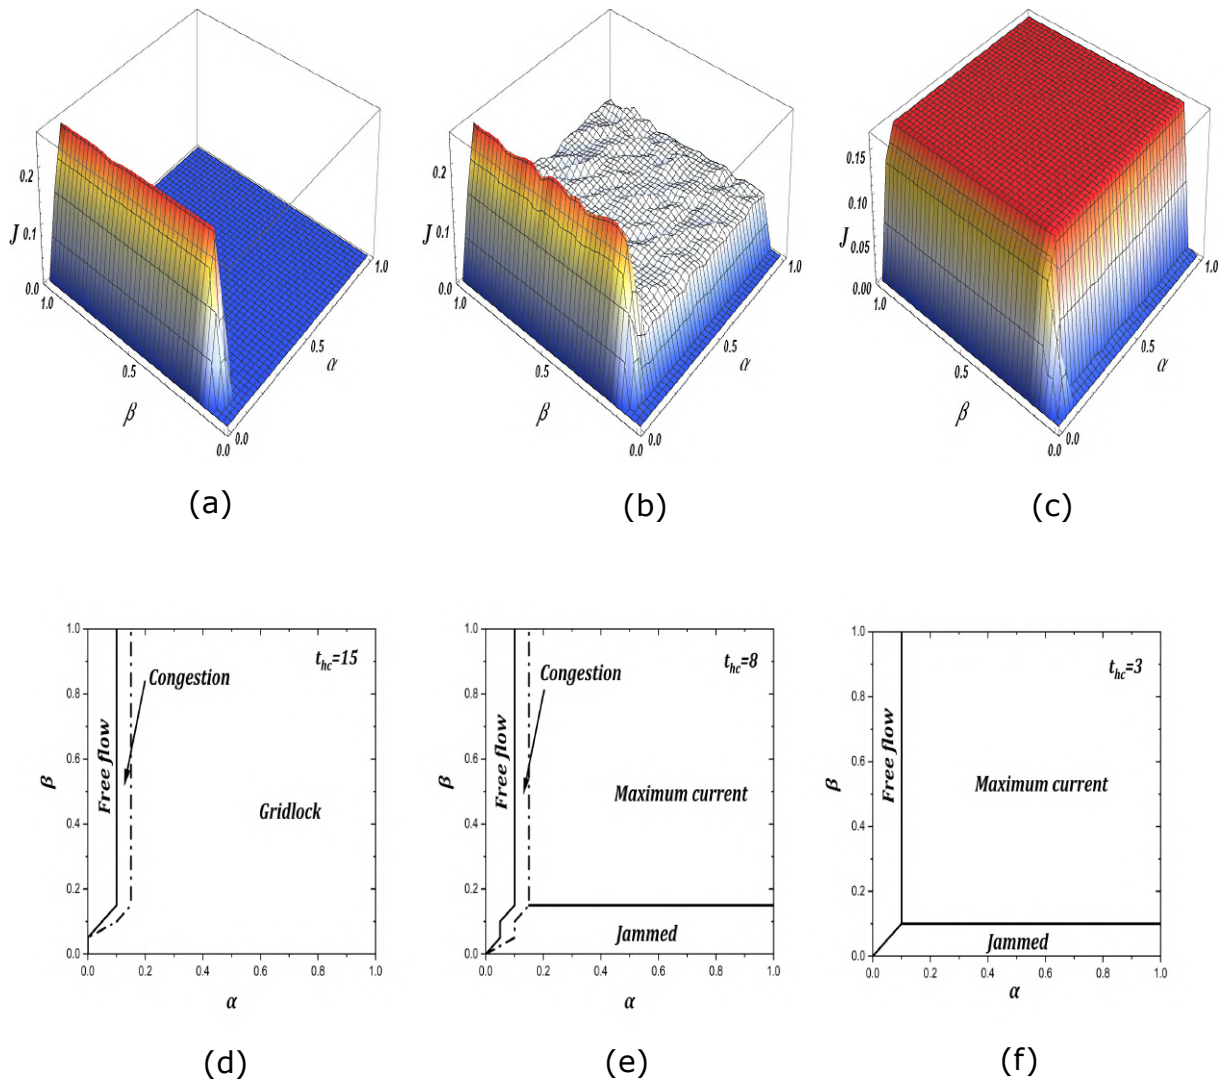 0.2
J 0.1
0.0
1.0
0.5
β
0.0
0.0
0.5
α
1.0
(a)
0.2
J 0.1
0.0
1.0
0.5
β
0.0
0.0
0.5
α
1.0
(b)
0.15
0.10
J 0.05
0.00
1.0
0.5
β
0.0
0.0
0.5
α
1.0
(c)
1.0
0.8
0.6
0.4
0.2
0.0
β
t_hc=15
Congestion
Free flow
Gridlock
0.0 0.2 0.4 0.6 0.8 1.0
α
(d)
1.0
0.8
0.6
0.4
0.2
0.0
β
t_hc=8
Congestion
Free flow
Maximum current
Jammed
0.0 0.2 0.4 0.6 0.8 1.0
α
(e)
1.0
0.8
0.6
0.4
0.2
0.0
β
t_hc=3
Free flow
Maximum current
Jammed
0.0 0.2 0.4 0.6 0.8 1.0
α
(f)